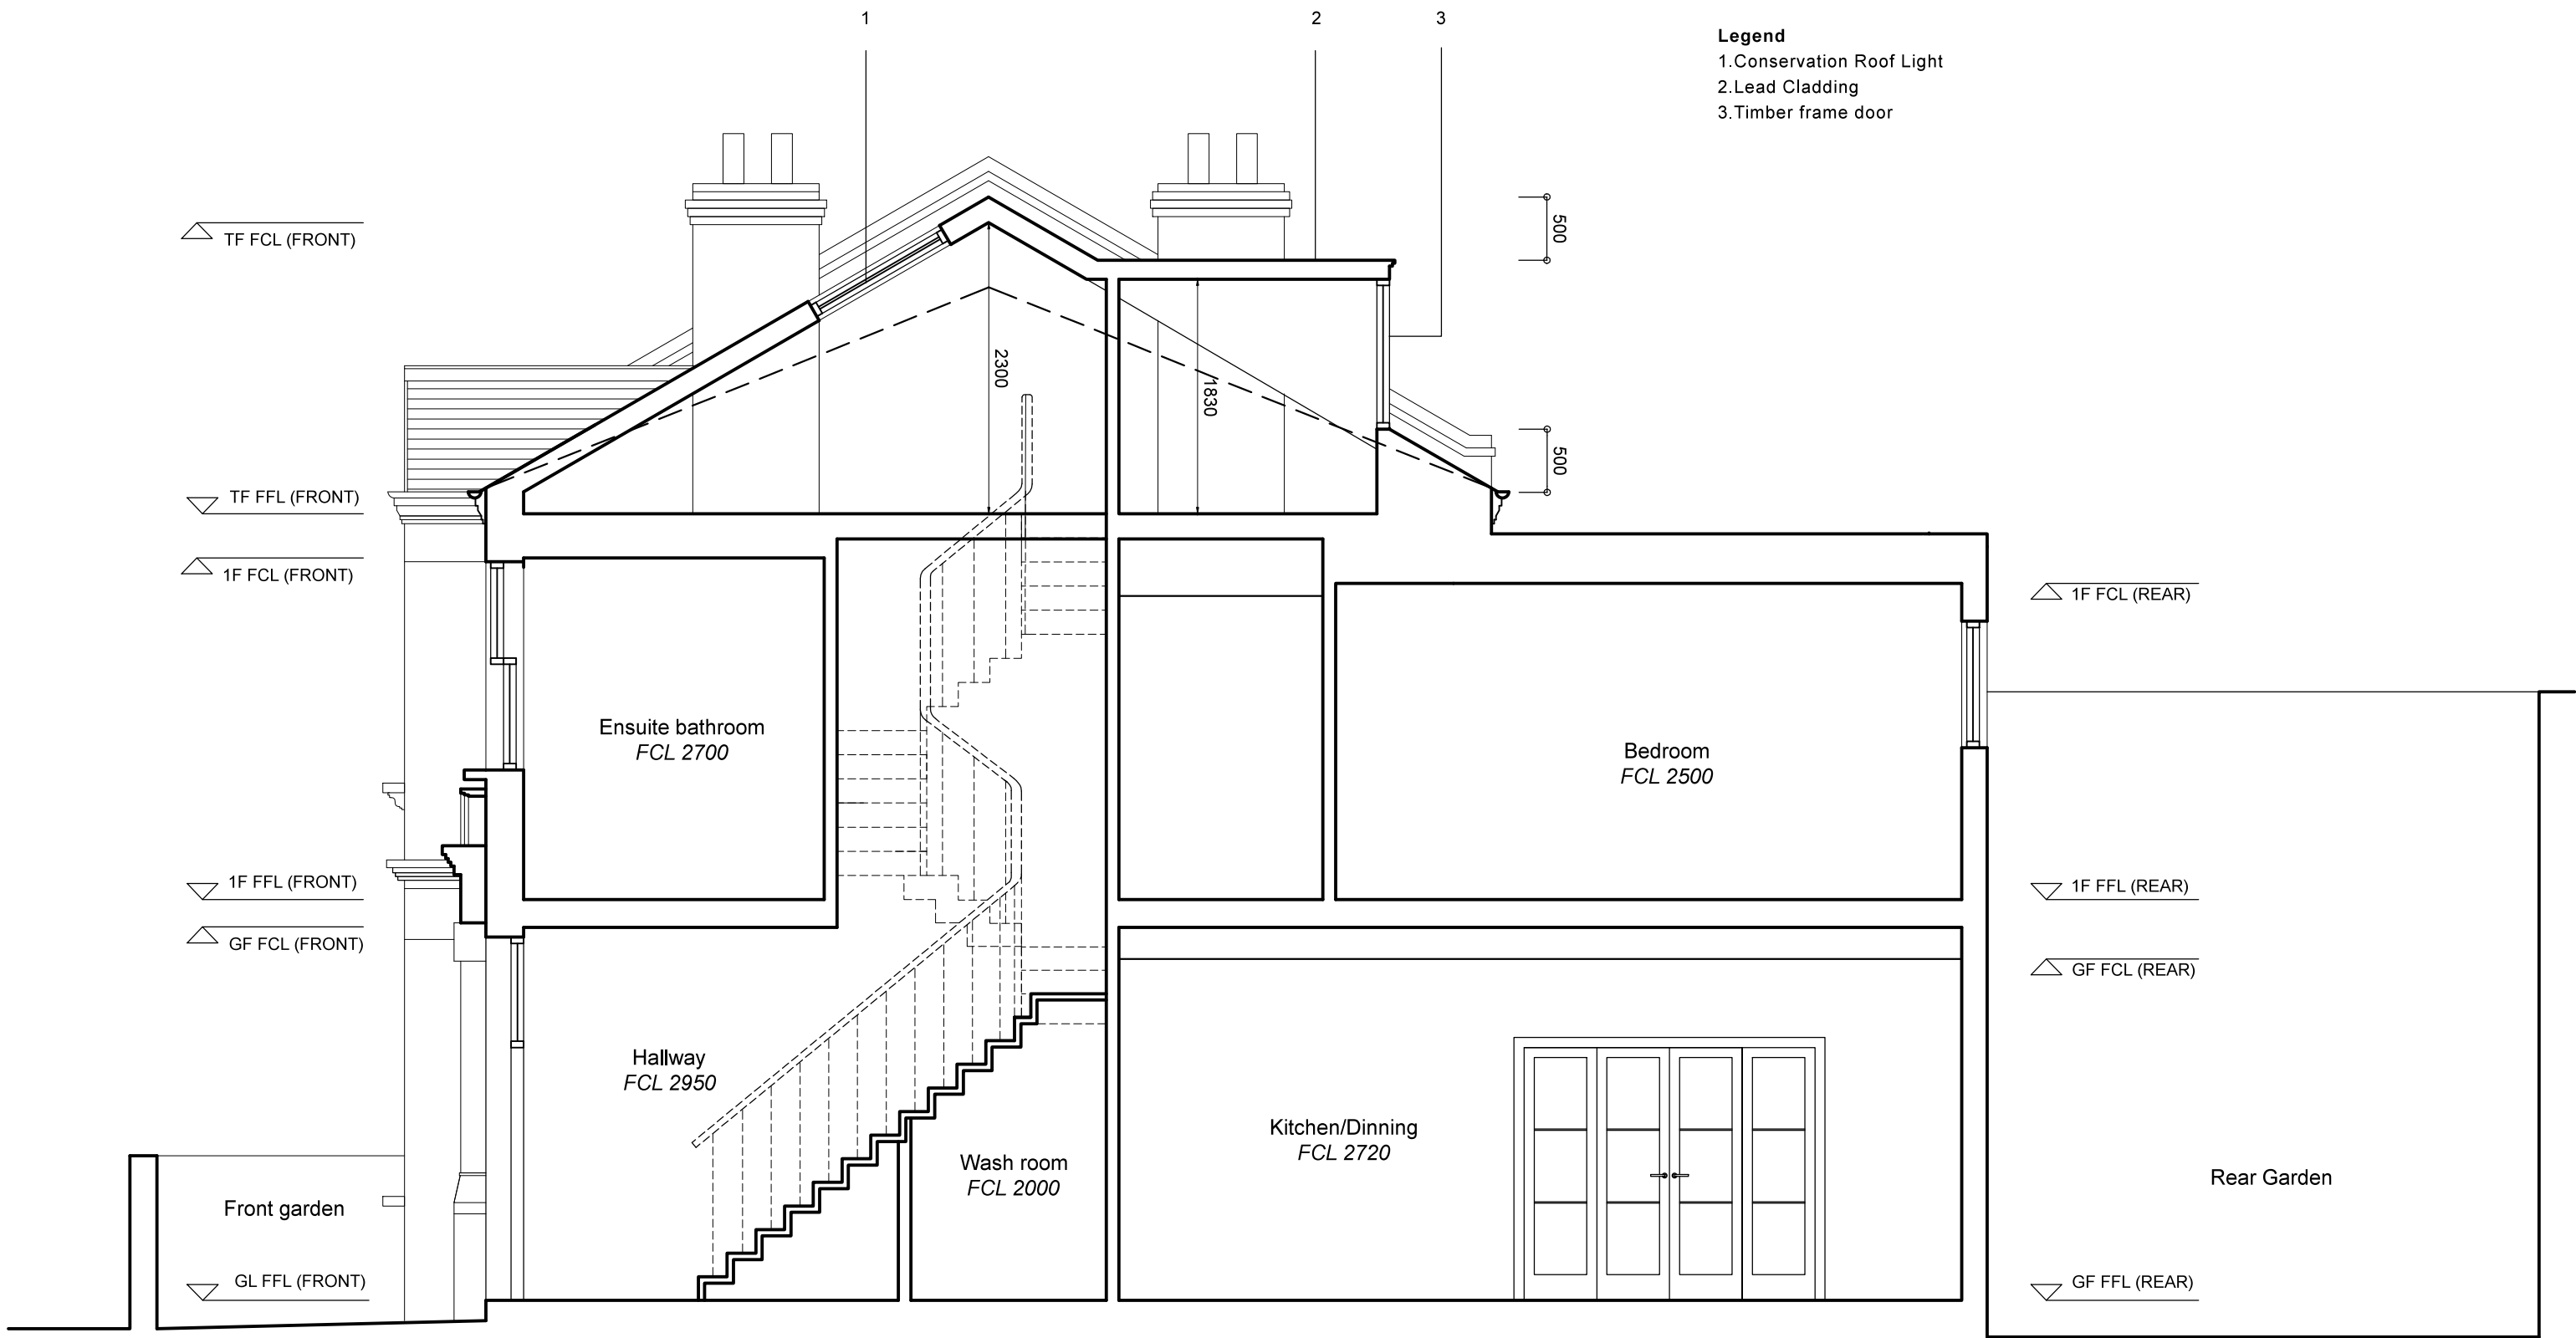 1
2
3
Legend
1.Conservation Roof Light
2.Lead Cladding
3.Timber frame door
500
TF FCL (FRONT)
2300
1830
500
TF FFL (FRONT)
1F FCL (FRONT)
1F FCL (REAR)
Ensuite bathroom
FCL 2700
Bedroom
FCL 2500
1F FFL (FRONT)
1F FFL (REAR)
GF FCL (FRONT)
GF FCL (REAR)
Hallway
FCL 2950
Kitchen/Dinning
FCL 2720
Wash room
FCL 2000
Front garden
Rear Garden
GL FFL (FRONT)
GF FFL (REAR)